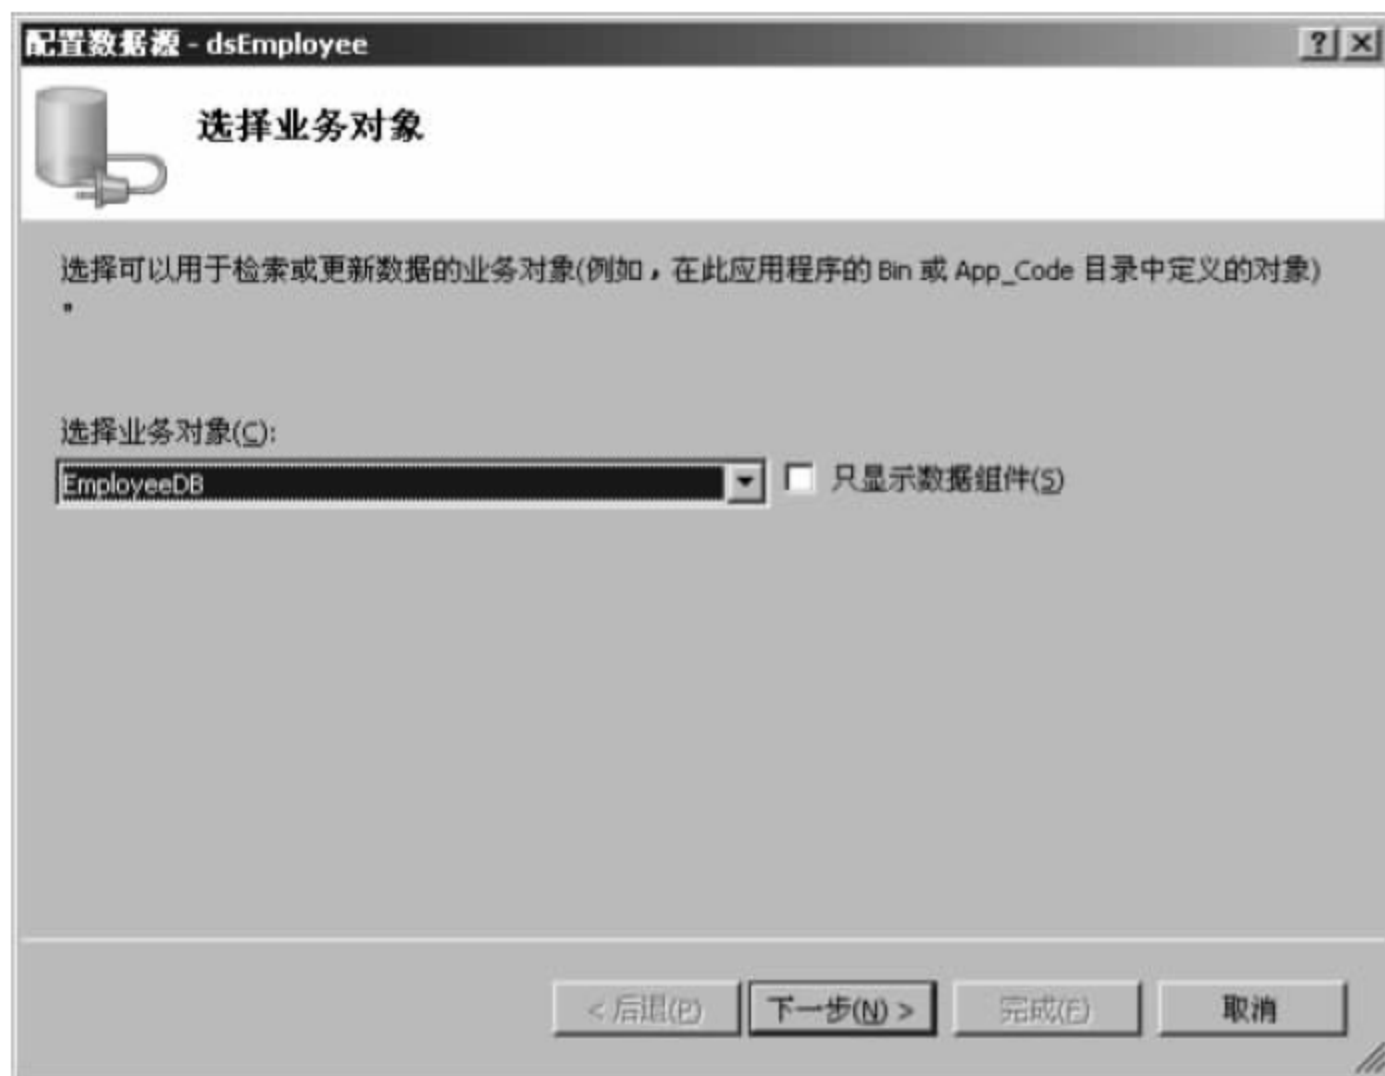 配置数据源 - dsEmployee
选择业务对象
选择可以用于检索或更新数据的业务对象(例如，在此应用程序的 Bin 或 App_Code 目录中定义的对象)
。
选择业务对象(C):
EmployeeDB
只显示数据组件(S)
< 后退(P)
下一步(N) >
完成(F)
取消